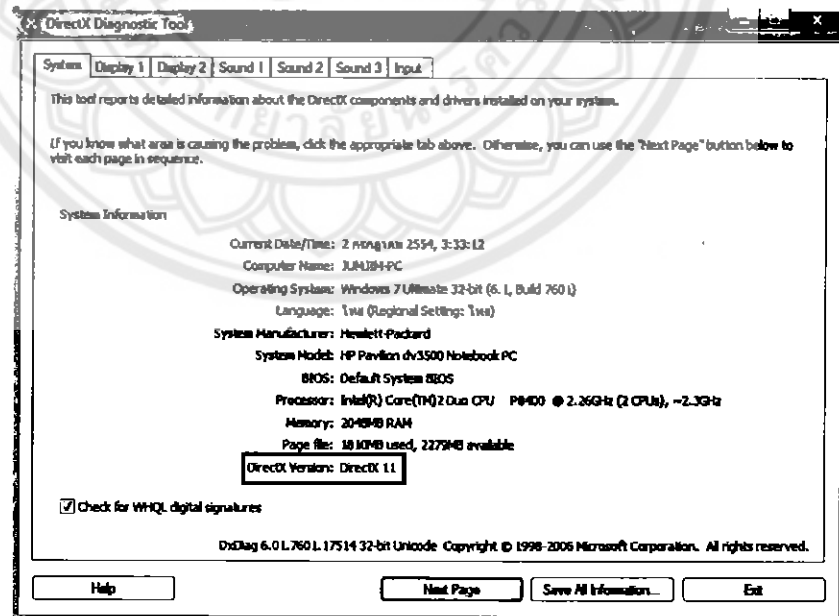 DirectX Diagnostic Tool
System Display 1 Display 2 Sound 1 Sound 2 Sound 3 Input
This tool reports detailed information about the DirectX components and drivers installed on your system.
If you know what area is causing the problem, click the appropriate tab above. Otherwise, you can use the "Next Page" button below to
visit each page in sequence.
System Information
Current Date/Time: 2 กรกฎาคม 2554, 3:33:12
Computer Name:
Operating System: Windows 7 Ultimate 32-bit (6.1, Build 7601)
Language: ไทย (Regional Setting: ไทย)
System Manufacturer: Hewlett-Packard
System Model: HP Pavilion dv3500 Notebook PC
BIOS: Default System BIOS
Processor: Intel(R) Core(TM)2 Duo CPU P8400 @ 2.26GHz (2 CPUs), ~2.3GHz
Memory: 2048MB RAM
Page file: 1810MB used, 2279MB available
DirectX Version: DirectX 11
Check for WHQL digital signatures
DxDiag 6.01.7601.17514 32-bit Unicode Copyright © 1998-2006 Microsoft Corporation. All rights reserved.
Help Next Page Save All Information... Exit